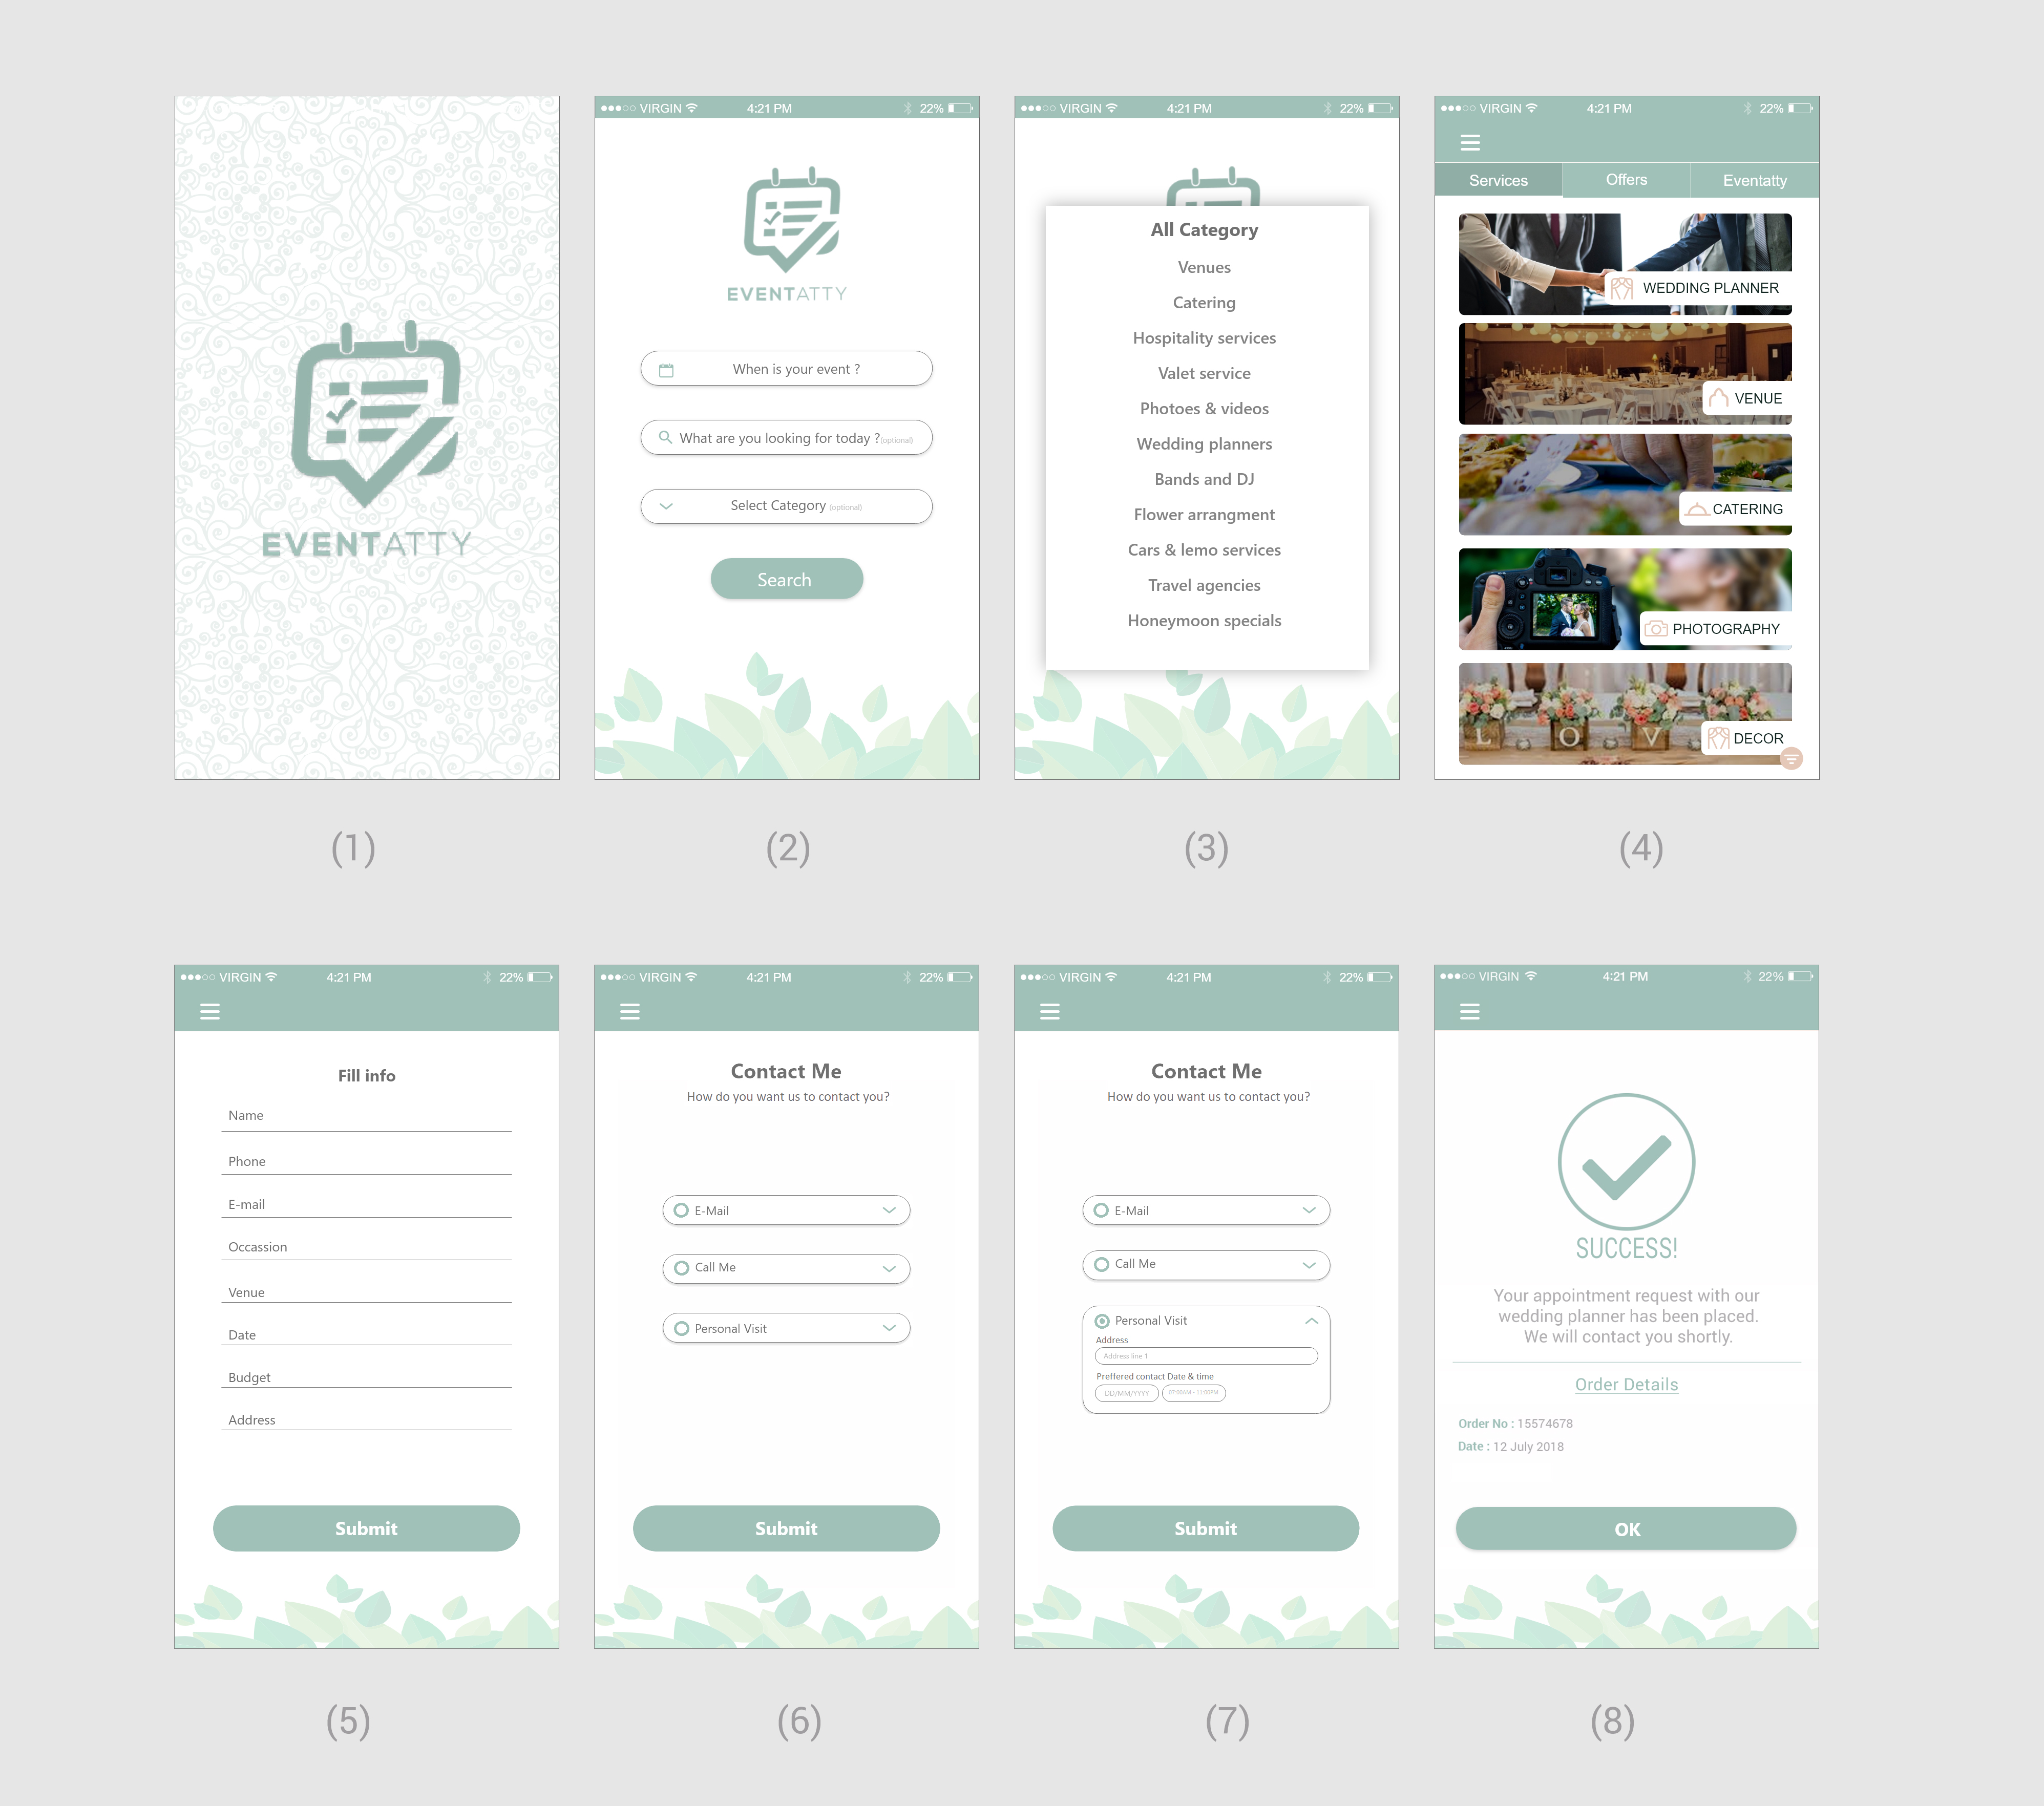 EVENTATTY
(1)
VIRGIN 4:21 PM 22%
EVENTATTY
When is your event ?
What are you looking for today ?(optional)
Select Category (optional)
Search
(2)
VIRGIN 4:21 PM 22%
All Category
Venues
Catering
Hospitality services
Valet service
Photoes & videos
Wedding planners
Bands and DJ
Flower arrangment
Cars & lemo services
Travel agencies
Honeymoon specials
(3)
VIRGIN 4:21 PM 22%
Services Offers Eventatty
WEDDING PLANNER
VENUE
CATERING
PHOTOGRAPHY
L O V
DECOR
(4)
VIRGIN 4:21 PM 22%
Fill info
Name
Phone
E-mail
Occassion
Venue
Date
Budget
Address
Submit
(5)
VIRGIN 4:21 PM 22%
Contact Me
How do you want us to contact you?
E-Mail
Call Me
Personal Visit
Submit
(6)
VIRGIN 4:21 PM 22%
Contact Me
How do you want us to contact you?
E-Mail
Call Me
Personal Visit
Address
Address line 1
Preffered contact Date & time
DD/MM/YYYY 07:00AM - 11:00PM
Submit
(7)
VIRGIN 4:21 PM 22%
SUCCESS!
Your appointment request with our
wedding planner has been placed.
We will contact you shortly.
Order Details
Order No : 15574678
Date : 12 July 2018
OK
(8)